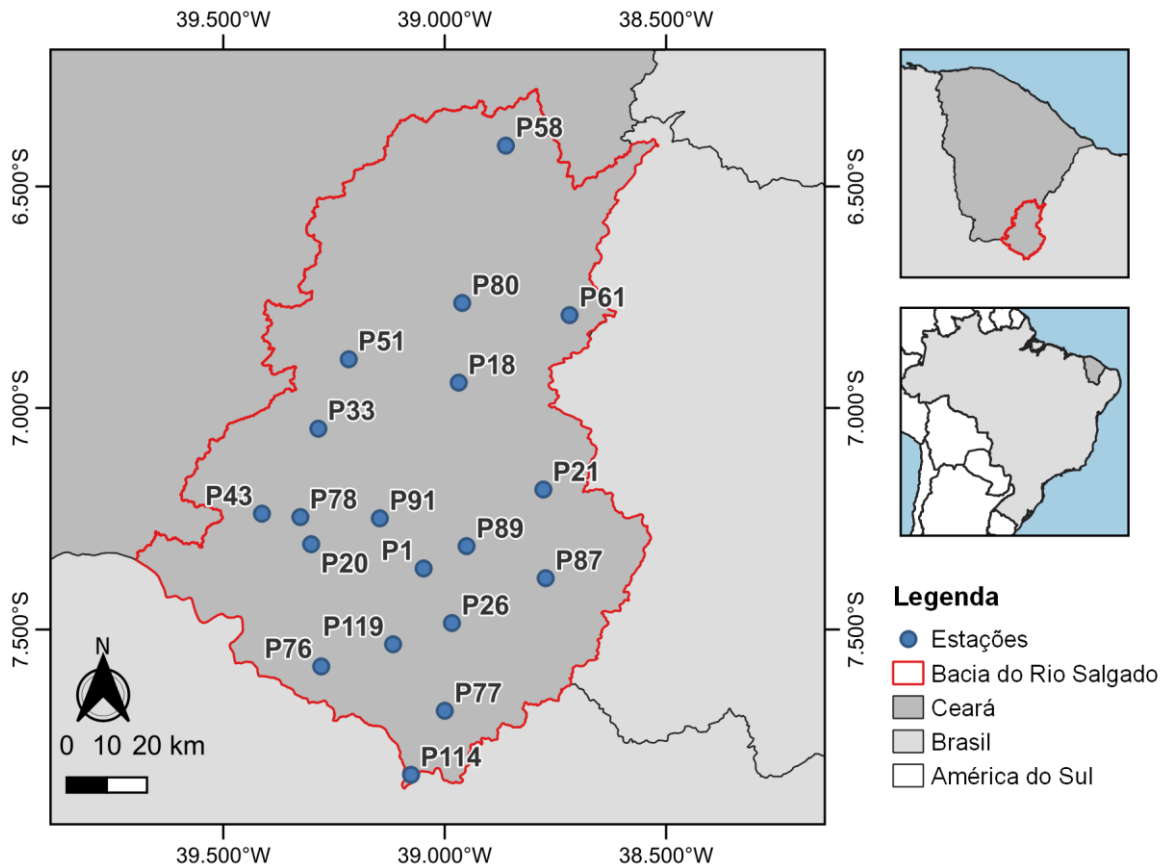 39.500°W
39.000°W
38.500°W
6.500°S
7.000°S
7.500°S
P58
P80
P61
P51
P18
P33
P21
P43
P78
P91
P20
P1
P89
P87
P26
P119
P76
P77
P114
N
0 10 20 km
6.500°S
7.000°S
7.500°S
39.500°W
39.000°W
38.500°W
Legenda
Estações
Bacia do Rio Salgado
Ceará
Brasil
América do Sul